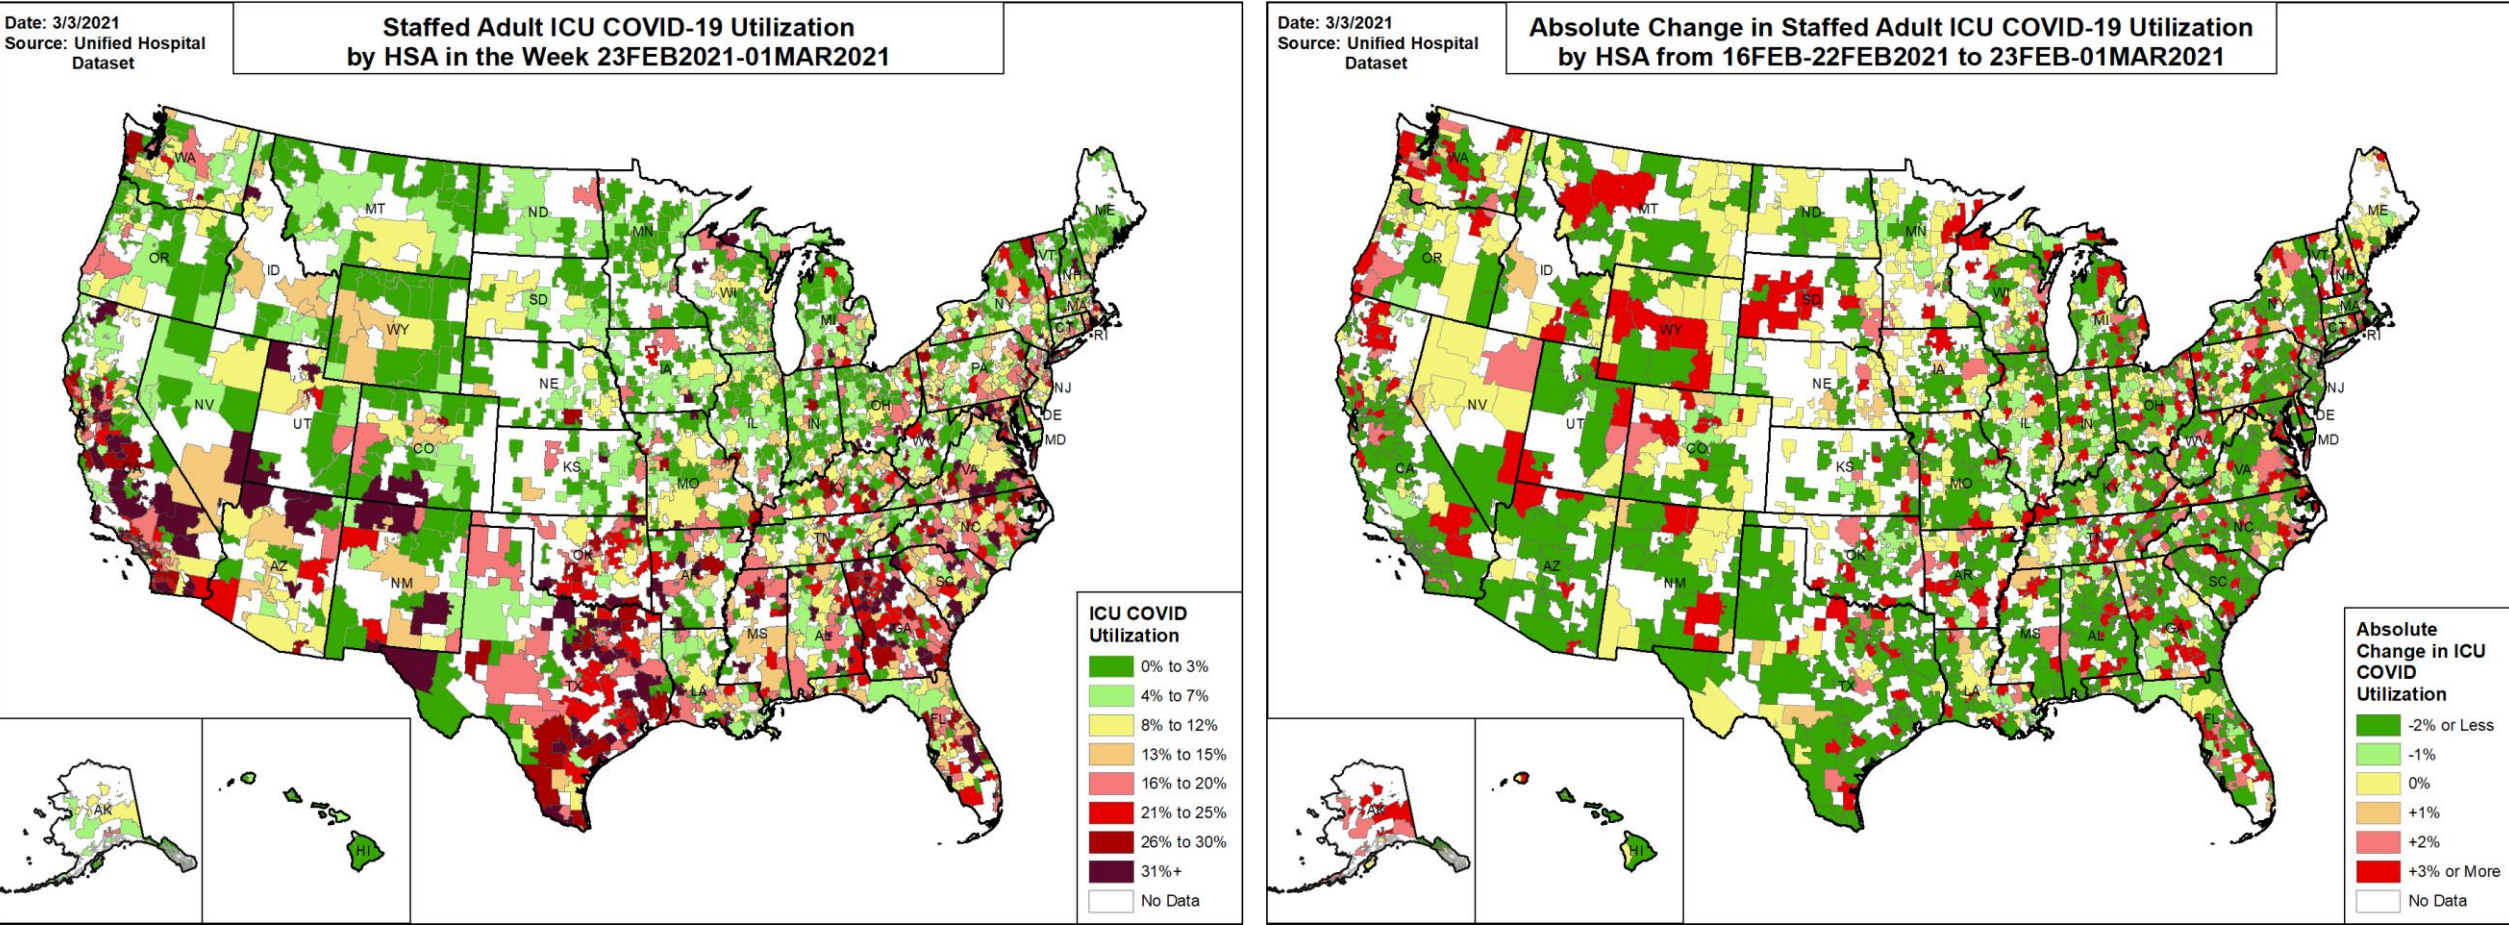 Date: 3/3/2021
Source: Unified Hospital
Dataset
Staffed Adult ICU COVID-19 Utilization
by HSA in the Week 23FEB2021-01MAR2021
WA
MT
ND
MN
ME
OR
ID
SD
WI
MI
VT
NH
NY
MA
CT
RI
WY
NE
IA
PA
NJ
NV
UT
CO
KS
MO
IL
IN
OH
WV
DE
MD
VA
KY
CA
AZ
NM
OK
AR
TN
NC
SC
TX
LA
MS
AL
GA
FL
AK
HI
ICU COVID
Utilization
0% to 3%
4% to 7%
8% to 12%
13% to 15%
16% to 20%
21% to 25%
26% to 30%
31%+
No Data
Date: 3/3/2021
Source: Unified Hospital
Dataset
Absolute Change in Staffed Adult ICU COVID-19 Utilization
by HSA from 16FEB-22FEB2021 to 23FEB-01MAR2021
WA
MT
ND
MN
ME
OR
ID
SD
WI
MI
VT
NH
NY
MA
CT
RI
WY
NE
IA
PA
NJ
NV
UT
CO
KS
MO
IL
IN
OH
WV
DE
MD
VA
KY
CA
AZ
NM
OK
AR
TN
NC
SC
TX
LA
MS
AL
GA
FL
AK
HI
Absolute
Change in ICU
COVID
Utilization
-2% or Less
-1%
0%
+1%
+2%
+3% or More
No Data